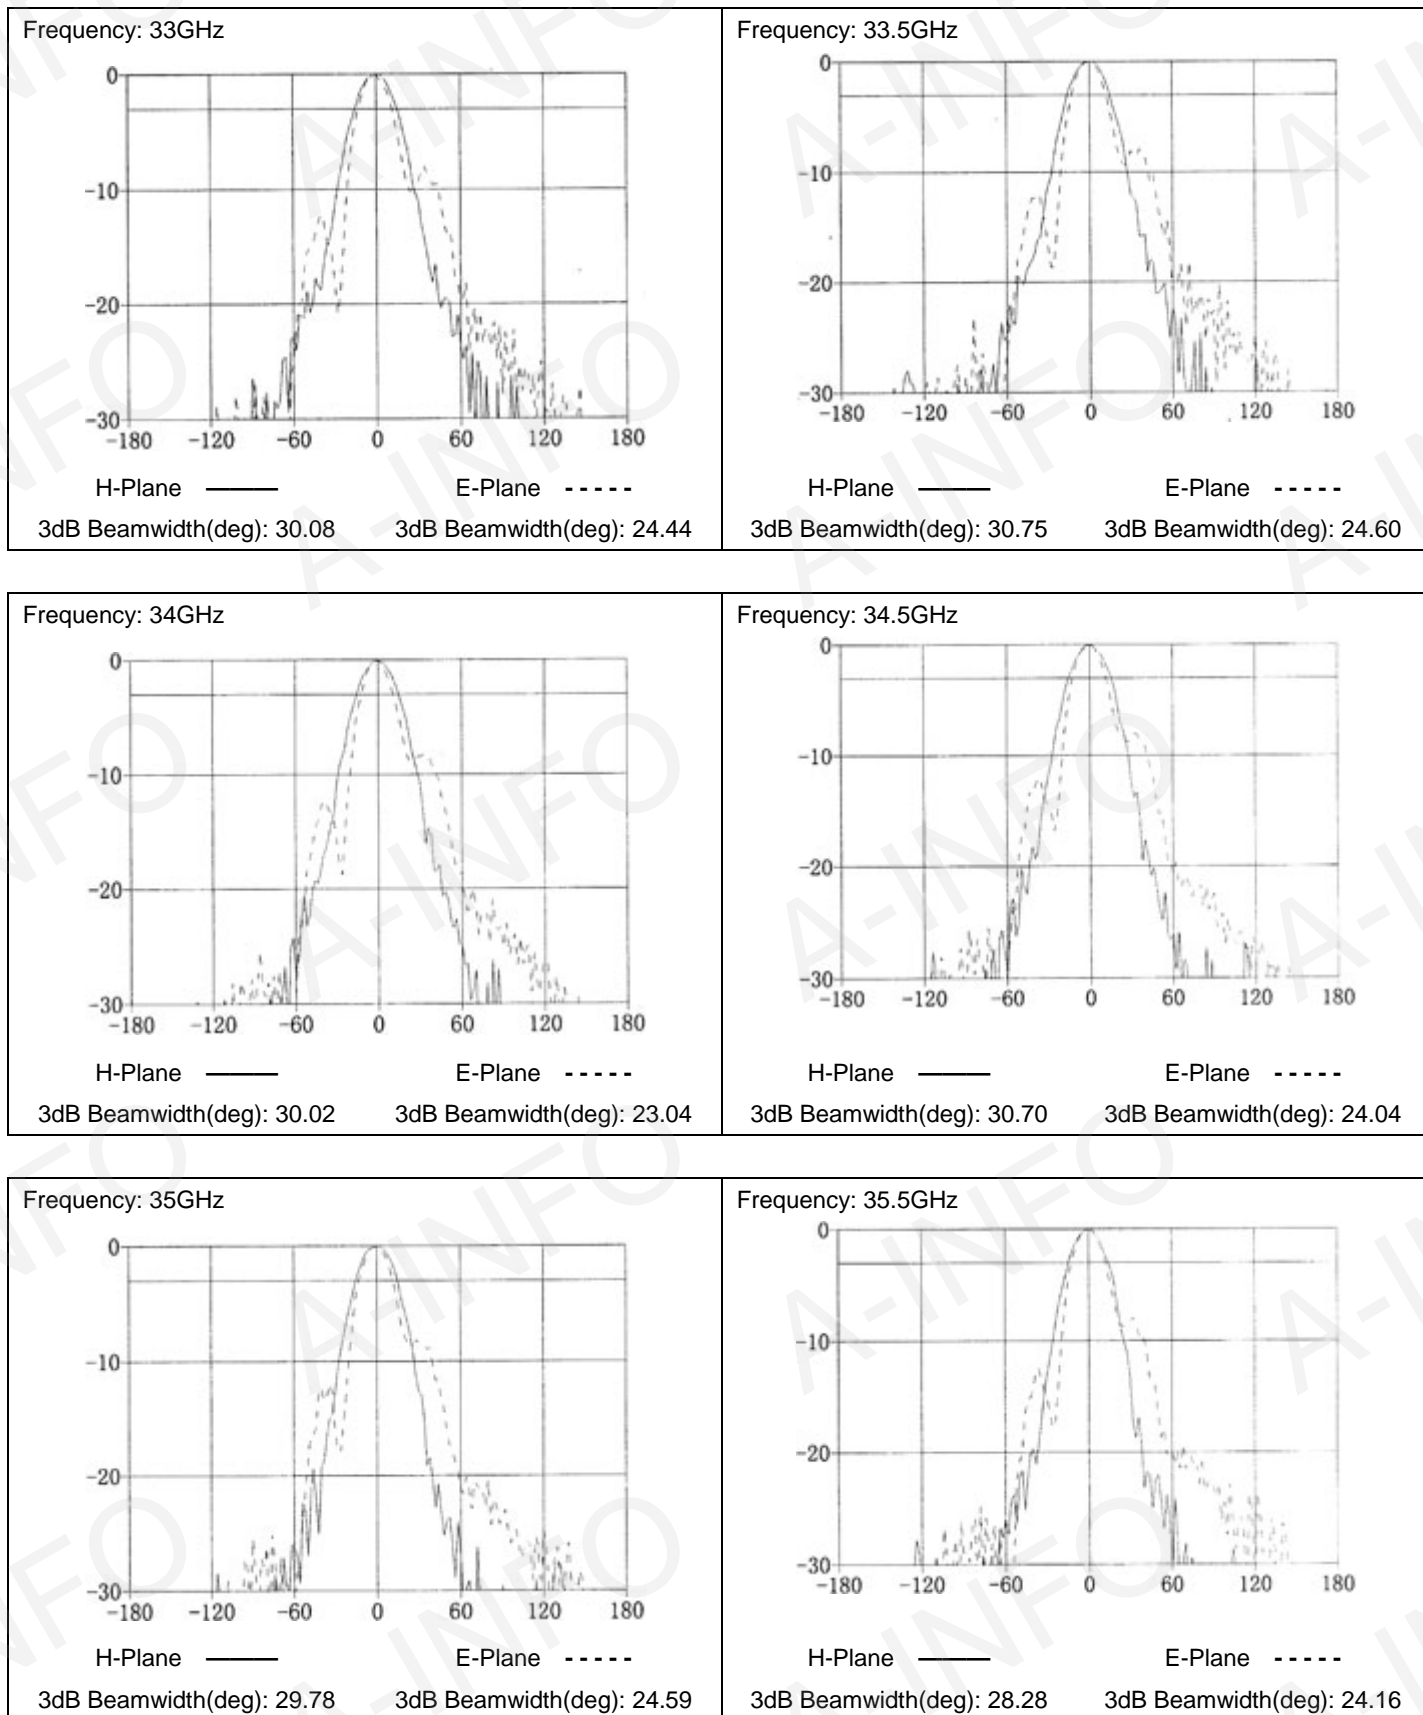 Frequency: 33GHz
0
-10
-20
-30
-180 -120 -60 0 60 120 180
H-Plane ——— E-Plane - - - - -
3dB Beamwidth(deg): 30.08 3dB Beamwidth(deg): 24.44
Frequency: 33.5GHz
0
-10
-20
-30
-180 -120 -60 0 60 120 180
H-Plane ——— E-Plane - - - - -
3dB Beamwidth(deg): 30.75 3dB Beamwidth(deg): 24.60
Frequency: 34GHz
0
-10
-20
-30
-180 -120 -60 0 60 120 180
H-Plane ——— E-Plane - - - - -
3dB Beamwidth(deg): 30.02 3dB Beamwidth(deg): 23.04
Frequency: 34.5GHz
0
-10
-20
-30
-180 -120 -60 0 60 120 180
H-Plane ——— E-Plane - - - - -
3dB Beamwidth(deg): 30.70 3dB Beamwidth(deg): 24.04
Frequency: 35GHz
0
-10
-20
-30
-180 -120 -60 0 60 120 180
H-Plane ——— E-Plane - - - - -
3dB Beamwidth(deg): 29.78 3dB Beamwidth(deg): 24.59
Frequency: 35.5GHz
0
-10
-20
-30
-180 -120 -60 0 60 120 180
H-Plane ——— E-Plane - - - - -
3dB Beamwidth(deg): 28.28 3dB Beamwidth(deg): 24.16
A-INFO